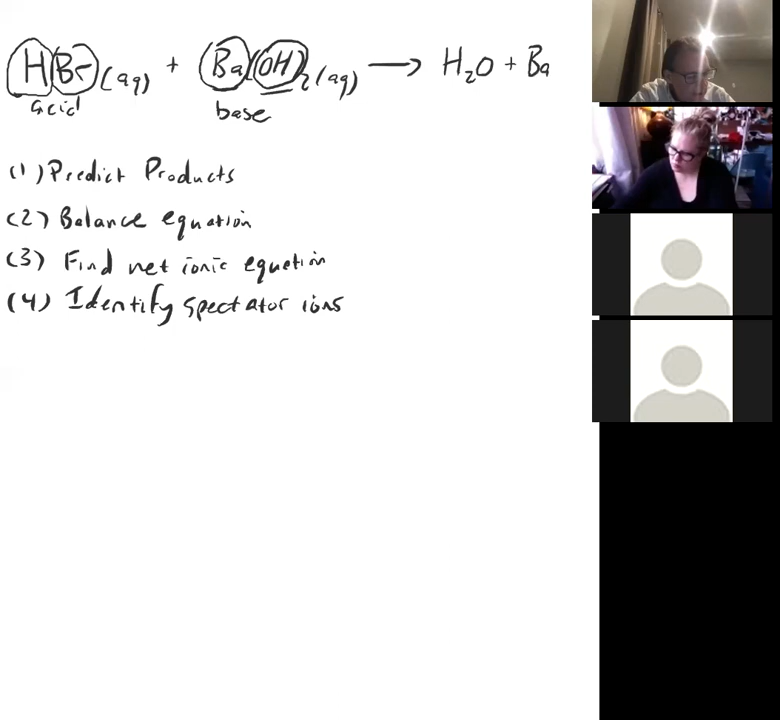 HBr(aq) + Ba(OH)₂(aq) → H₂O + Ba
acid base
(1) Predict Products
(2) Balance equation
(3) Find net ionic equation
(4) Identify spectator ions